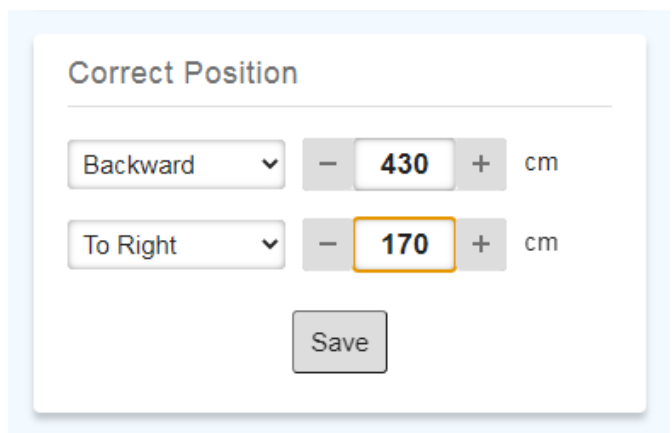 Correct Position
Backward - 430 + cm
To Right - 170 + cm
Save